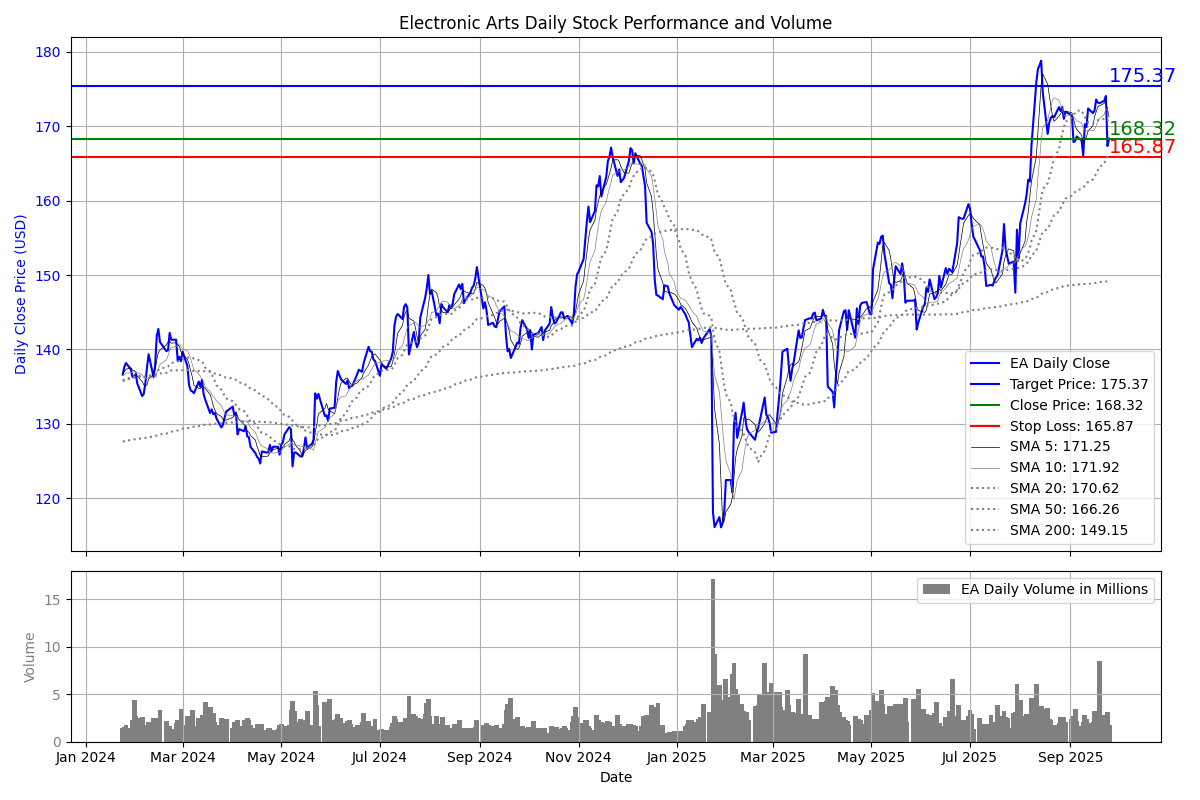 Electronic Arts Daily Stock Performance and Volume
Daily Close Price (USD)
180
170
160
150
140
130
120
175.37
168.32
165.87
EA Daily Close
Target Price: 175.37
Close Price: 168.32
Stop Loss: 165.87
SMA 5: 171.25
SMA 10: 171.92
SMA 20: 170.62
SMA 50: 166.26
SMA 200: 149.15
Volume
15
10
5
0
EA Daily Volume in Millions
Jan 2024 Mar 2024 May 2024 Jul 2024 Sep 2024 Nov 2024 Jan 2025 Mar 2025 May 2025 Jul 2025 Sep 2025
Date